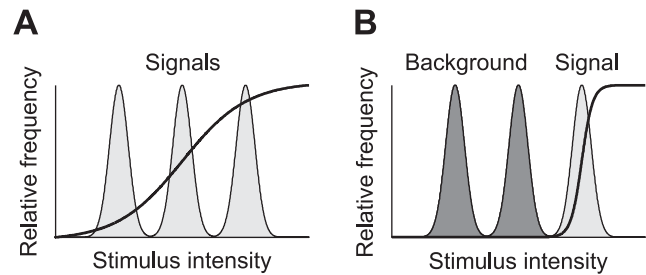 A
Signals
Relative frequency
Stimulus intensity
B
Background
Signal
Relative frequency
Stimulus intensity